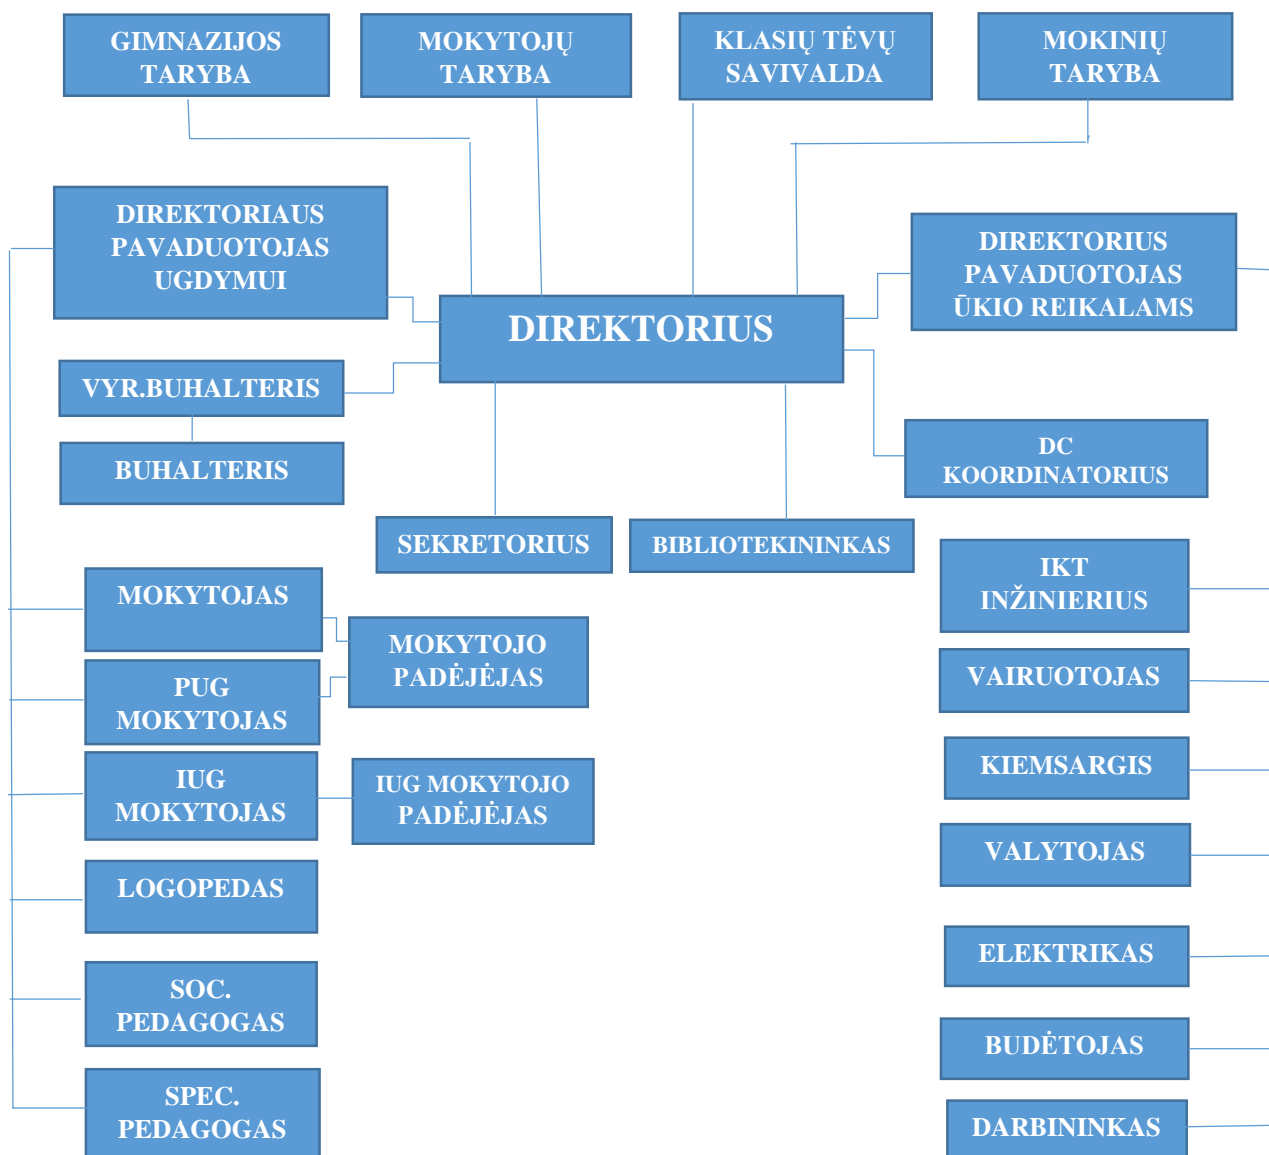 GIMNAZIJOS
TARYBA
MOKYTOJŲ
TARYBA
KLASIŲ TĖVŲ
SAVIVALDA
MOKINIŲ
TARYBA
DIREKTORIAUS
PAVADUOTOJAS
UGDYMUI
DIREKTORIUS
PAVADUOTOJAS
ŪKIO REIKALAMS
DIREKTORIUS
VYR.BUHALTERIS
BUHALTERIS
DC
KOORDINATORIUS
SEKRETORIUS
BIBLIOTEKININKAS
MOKYTOJAS
MOKYTOJO
PADĖJĖJAS
PUG
MOKYTOJAS
IUG
MOKYTOJAS
IUG MOKYTOJO
PADĖJĖJAS
LOGOPEDAS
SOC.
PEDAGOGAS
SPEC.
PEDAGOGAS
IKT
INŽINIERIUS
VAIRUOTOJAS
KIEMSARGIS
VALYTOJAS
ELEKTRIKAS
BUDĖTOJAS
DARBININKAS